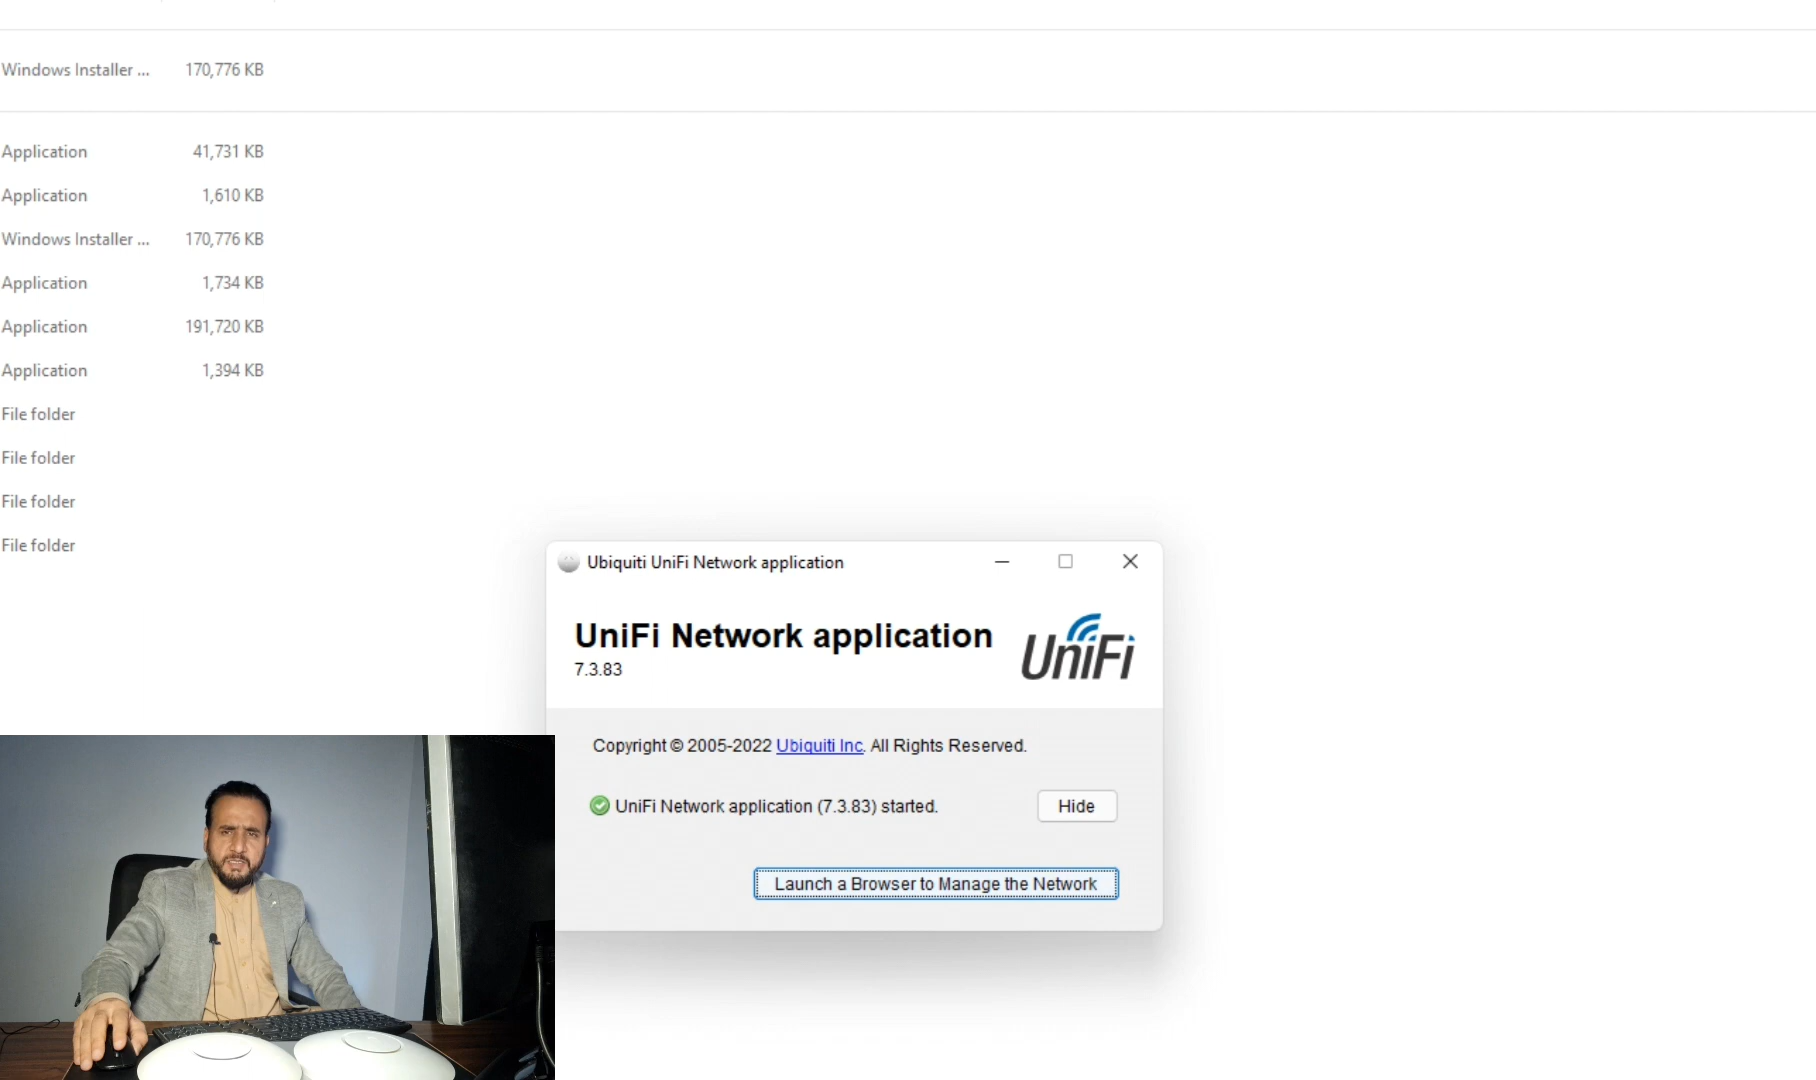 Windows Installer ... 170,776 KB
Application 41,731 KB
Application 1,610 KB
Windows Installer ... 170,776 KB
Application 1,734 KB
Application 191,720 KB
Application 1,394 KB
File folder
File folder
File folder
File folder
Ubiquiti UniFi Network application
UniFi Network application
7.3.83
UniFi
Copyright © 2005-2022 Ubiquiti Inc. All Rights Reserved.
UniFi Network application (7.3.83) started.
Hide
Launch a Browser to Manage the Network